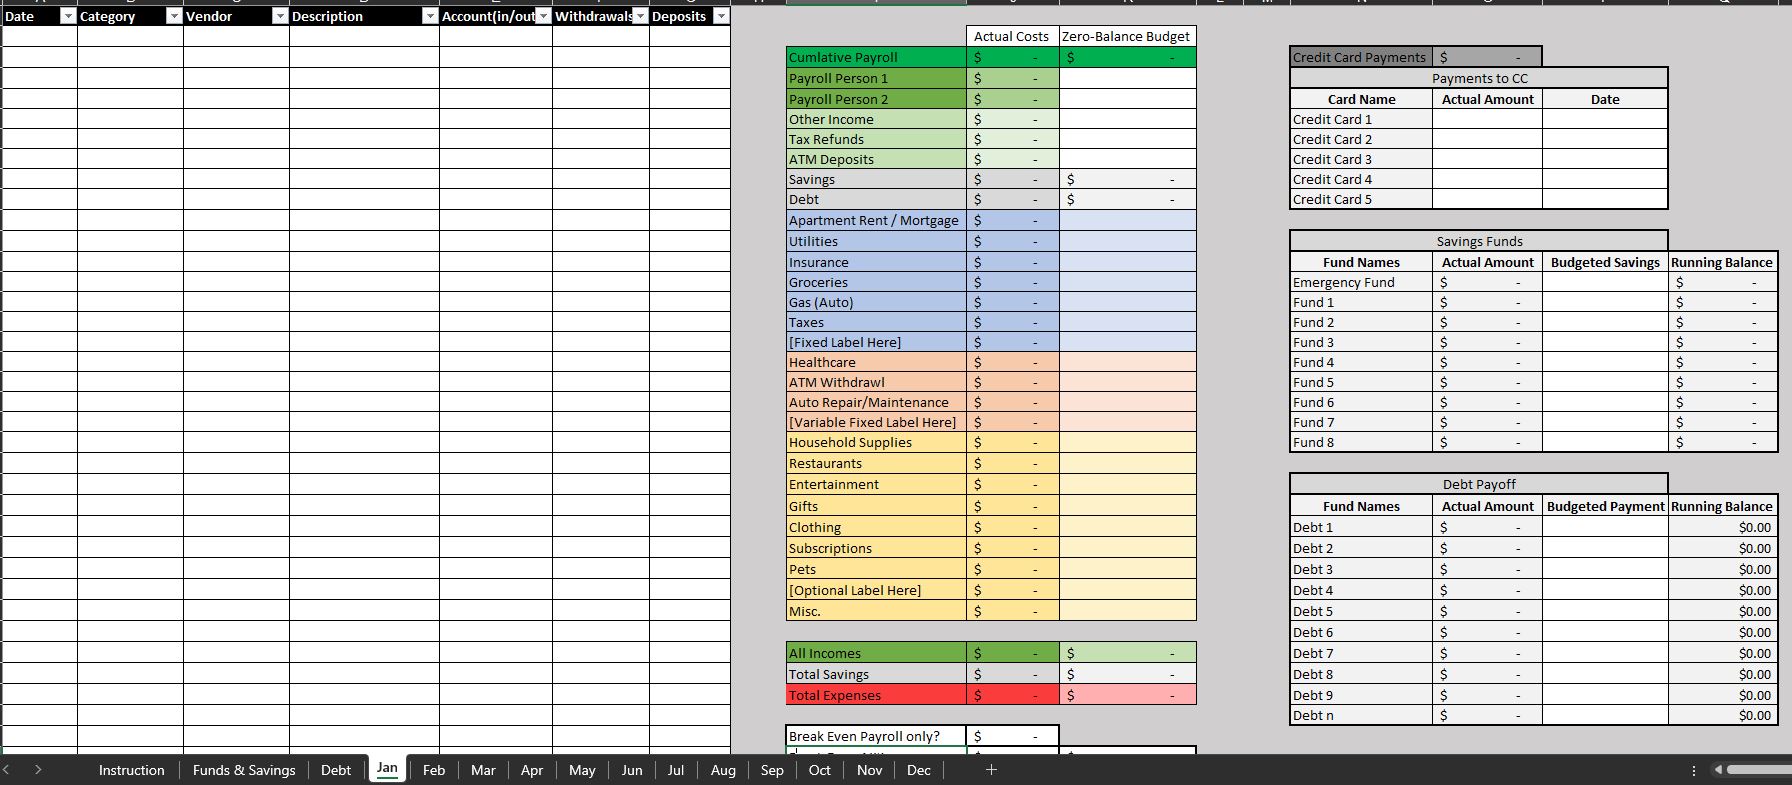 Date Category Vendor Description Account(in/out Withdrawals Deposits
Actual Costs Zero-Balance Budget
Cumlative Payroll $ - $ -
Payroll Person 1 $ -
Payroll Person 2 $ -
Other Income $ -
Tax Refunds $ -
ATM Deposits $ -
Savings $ - $ -
Debt $ - $ -
Apartment Rent / Mortgage $ -
Utilities $ -
Insurance $ -
Groceries $ -
Gas (Auto) $ -
Taxes $ -
[Fixed Label Here] $ -
Healthcare $ -
ATM Withdrawl $ -
Auto Repair/Maintenance $ -
[Variable Fixed Label Here] $ -
Household Supplies $ -
Restaurants $ -
Entertainment $ -
Gifts $ -
Clothing $ -
Subscriptions $ -
Pets $ -
[Optional Label Here] $ -
Misc. $ -
All Incomes $ - $ -
Total Savings $ - $ -
Total Expenses $ - $ -
Break Even Payroll only? $ -
Credit Card Payments $ -
Payments to CC
Card Name Actual Amount Date
Credit Card 1
Credit Card 2
Credit Card 3
Credit Card 4
Credit Card 5
Savings Funds
Fund Names Actual Amount Budgeted Savings Running Balance
Emergency Fund $ - $ -
Fund 1 $ - $ -
Fund 2 $ - $ -
Fund 3 $ - $ -
Fund 4 $ - $ -
Fund 5 $ - $ -
Fund 6 $ - $ -
Fund 7 $ - $ -
Fund 8 $ - $ -
Debt Payoff
Fund Names Actual Amount Budgeted Payment Running Balance
Debt 1 $ - $0.00
Debt 2 $ - $0.00
Debt 3 $ - $0.00
Debt 4 $ - $0.00
Debt 5 $ - $0.00
Debt 6 $ - $0.00
Debt 7 $ - $0.00
Debt 8 $ - $0.00
Debt 9 $ - $0.00
Debt n $ - $0.00
Instruction Funds & Savings Debt Jan Feb Mar Apr May Jun Jul Aug Sep Oct Nov Dec